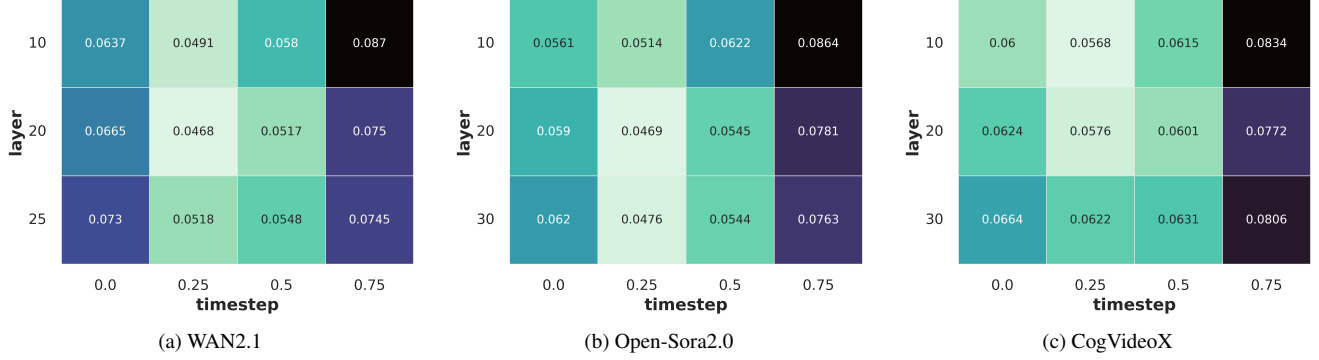 10 0.0637 0.0491 0.058 0.087
20 0.0665 0.0468 0.0517 0.075
25 0.073 0.0518 0.0548 0.0745
layer
0.0 0.25 0.5 0.75
timestep
(a) WAN2.1
10 0.0561 0.0514 0.0622 0.0864
20 0.059 0.0469 0.0545 0.0781
30 0.062 0.0476 0.0544 0.0763
layer
0.0 0.25 0.5 0.75
timestep
(b) Open-Sora2.0
10 0.06 0.0568 0.0615 0.0834
20 0.0624 0.0576 0.0601 0.0772
30 0.0664 0.0622 0.0631 0.0806
layer
0.0 0.25 0.5 0.75
timestep
(c) CogVideoX